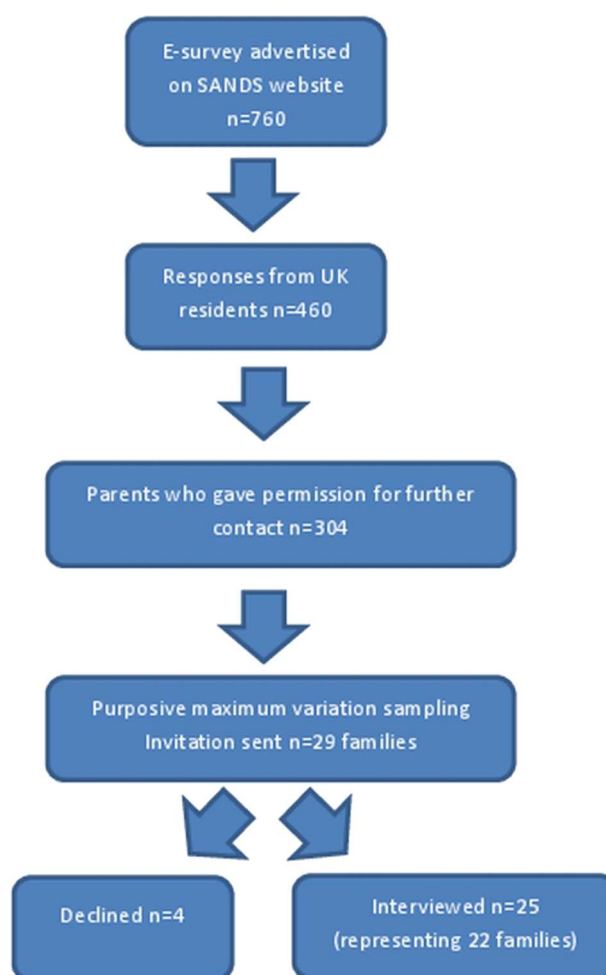 E-survey advertised
on SANDS website
n=760
Responses from UK
residents n=460
Parents who gave permission for further
contact n=304
Purposive maximum variation sampling
Invitation sent n=29 families
Declined n=4
Interviewed n=25
(representing 22 families)